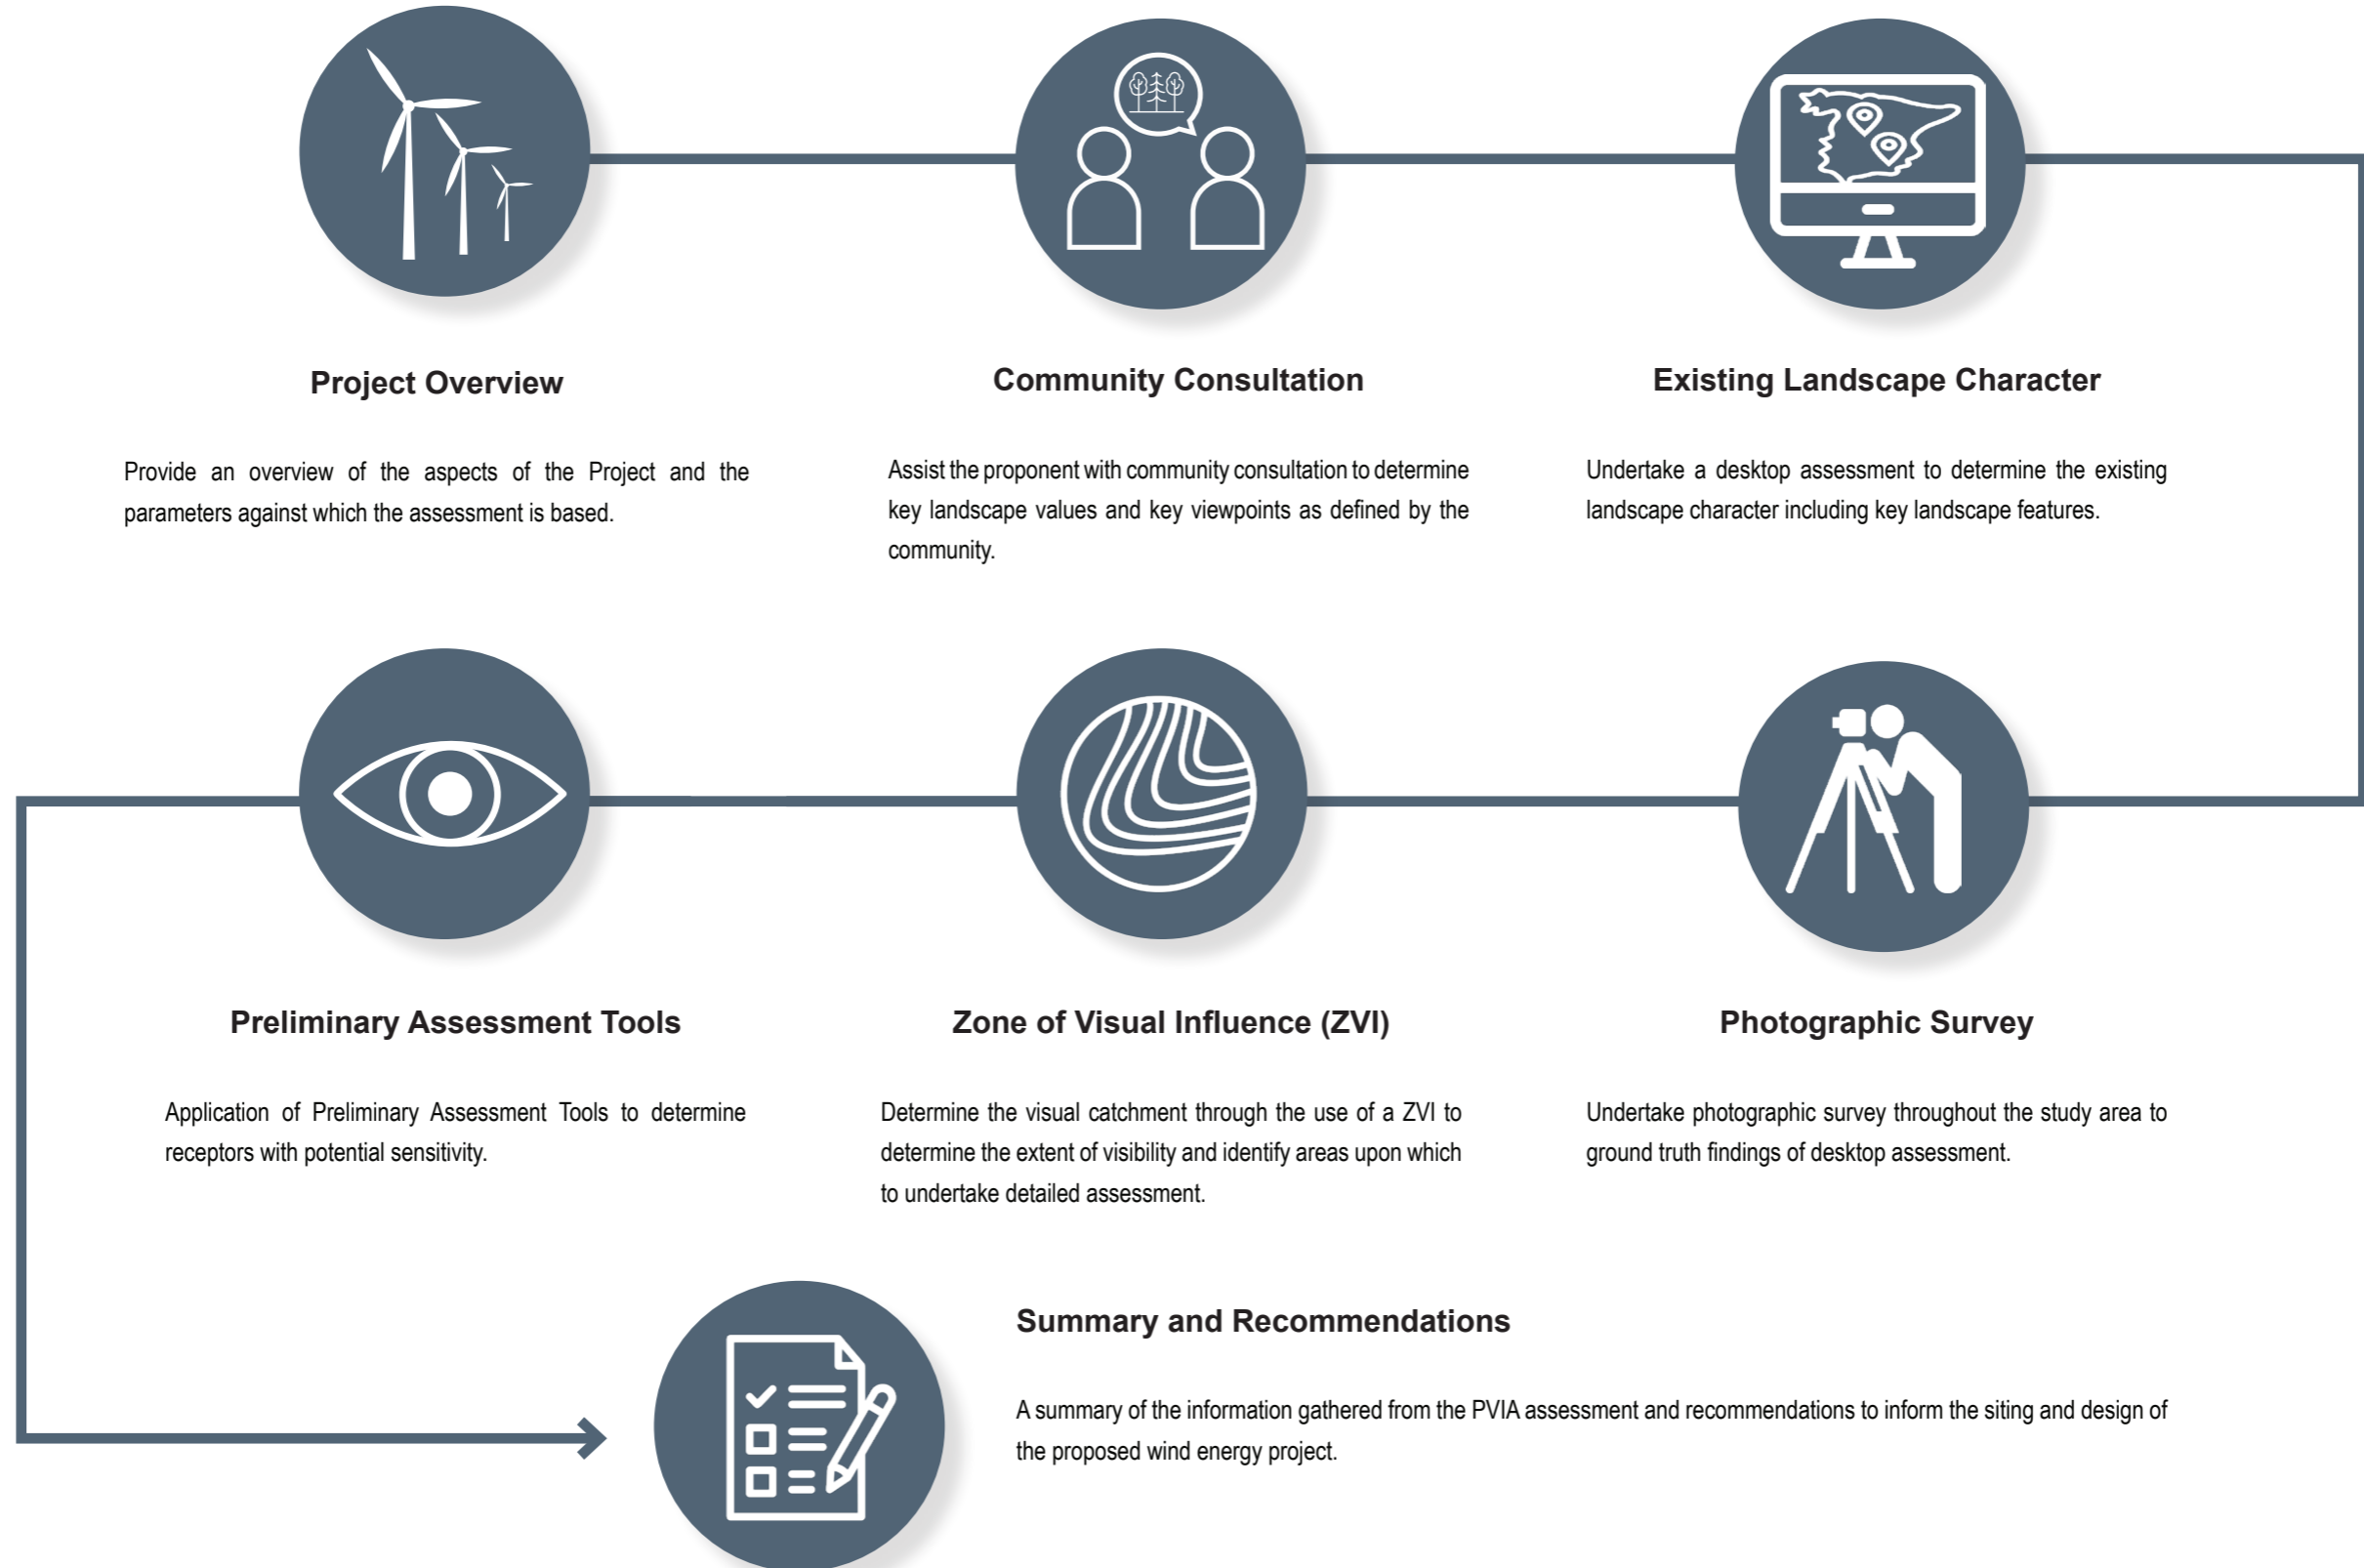 Project Overview
Provide an overview of the aspects of the Project and the
parameters against which the assessment is based.
Community Consultation
Assist the proponent with community consultation to determine
key landscape values and key viewpoints as defined by the
community.
Existing Landscape Character
Undertake a desktop assessment to determine the existing
landscape character including key landscape features.
Preliminary Assessment Tools
Application of Preliminary Assessment Tools to determine
receptors with potential sensitivity.
Zone of Visual Influence (ZVI)
Determine the visual catchment through the use of a ZVI to
determine the extent of visibility and identify areas upon which
to undertake detailed assessment.
Photographic Survey
Undertake photographic survey throughout the study area to
ground truth findings of desktop assessment.
Summary and Recommendations
A summary of the information gathered from the PVIA assessment and recommendations to inform the siting and design of
the proposed wind energy project.